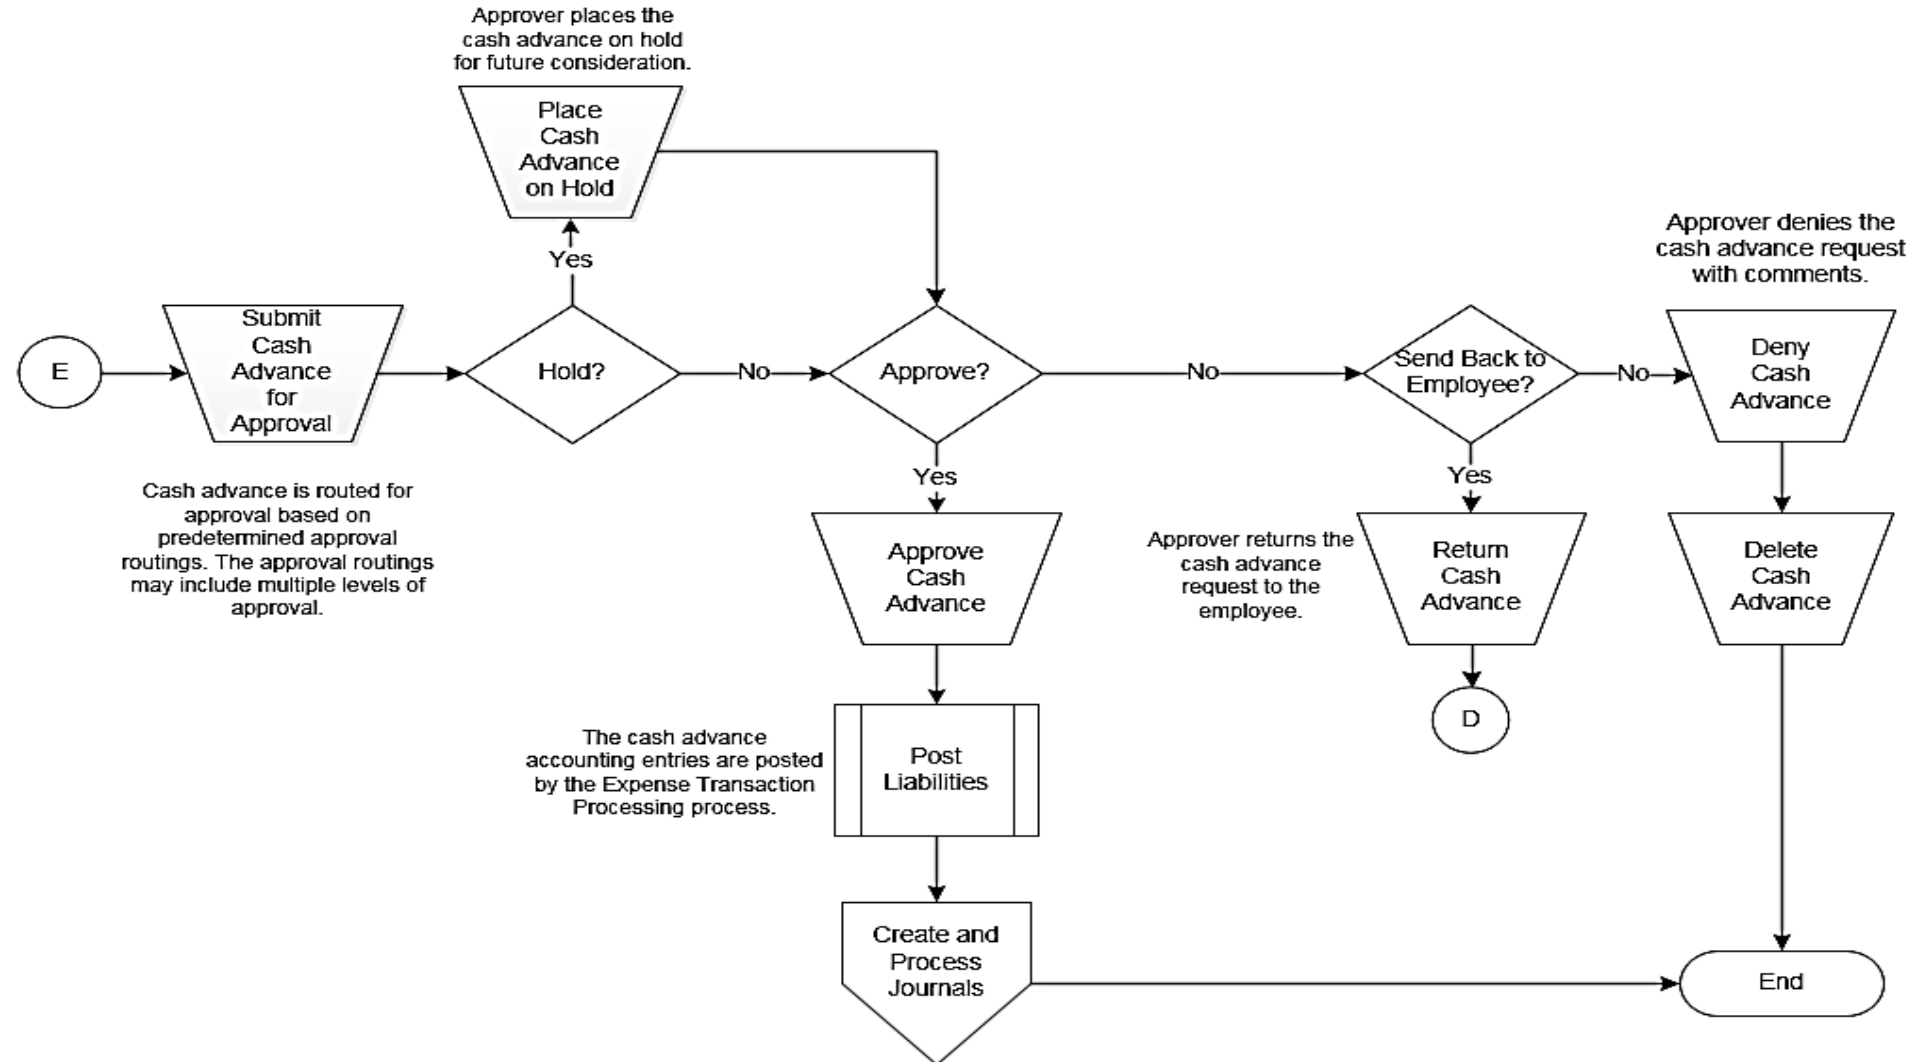 Approver places the
cash advance on hold
for future consideration.
Place
Cash
Advance
on Hold
Yes
Approver denies the
cash advance request
with comments.
E
Submit
Cash
Advance
for
Approval
Hold?
No
Approve?
No
Send Back to
Employee?
No
Deny
Cash
Advance
Cash advance is routed for
approval based on
predetermined approval
routings. The approval routings
may include multiple levels of
approval.
Yes
Yes
Approve
Cash
Advance
Approver returns the
cash advance
request to the
employee.
Return
Cash
Advance
Delete
Cash
Advance
D
The cash advance
accounting entries are posted
by the Expense Transaction
Processing process.
Post
Liabilities
Create and
Process
Journals
End